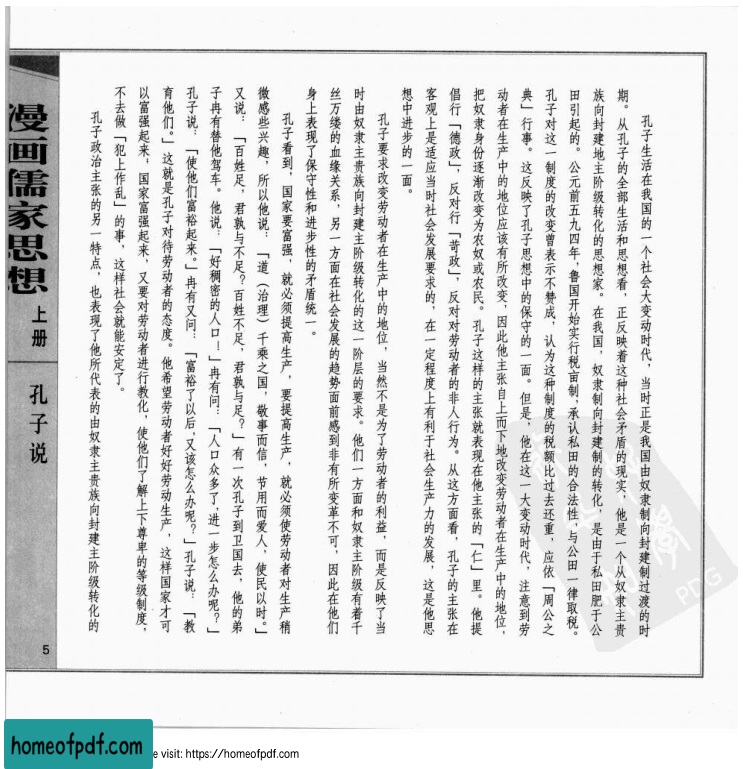 孔子生活在我国的一个社会大变动时代，当时正是我国由奴隶制向封建制过渡的时
期。从孔子的全部生活和思想看，正反映着这种社会矛盾的现实，他是一个从奴隶主贵
族向封建地主阶级转化的思想家。在我国，奴隶制向封建制的转化，是由于私田肥于公
田引起的。公元前五九四年，鲁国开始实行税亩制，承认私田的合法性，与公田一律取税。
孔子对这一制度的改变曾表示不赞成，认为这种制度的税额比过去还重，应依「周公之
典」行事。这反映了孔子思想中的保守的一面。但是，他在这一大变动时代，注意到劳
动者在生产中的地位应该有所改变，因此他主张自上而下地改变劳动者在生产中的地位，
把奴隶身份逐渐改变为农奴或农民。孔子这样的主张就表现在他主张的「仁」里。他提
倡行「德政」，反对行「苛政」，反对对劳动者的非人行为。从这方面看，孔子的主张在
客观上是适应当时社会发展要求的，在一定程度上有利于社会生产力的发展，这是他思
想中进步的一面。
孔子要求改变劳动者在生产中的地位，当然不是为了劳动者的利益，而是反映了当
时由奴隶主贵族向封建主阶级转化的这一阶层的要求。他们一方面和奴隶主阶级有着千
丝万缕的血缘关系，另一方面在社会发展的趋势面前感到非有所变革不可，因此在他们
身上表现了保守性和进步性的矛盾统一。
孔子看到，国家要富强，就必须提高生产，要提高生产，就必须使劳动者对生产稍
微感些兴趣，所以他说：「道（治理）千乘之国，敬事而信，节用而爱人，使民以时。」
又说：「百姓足，君孰与不足？百姓不足，君孰与足？」有一次孔子到卫国去，他的弟
子冉有替他驾车。他说：「好稠密的人口！」冉有问：「人口众多了，进一步怎么办呢？」
孔子说：「使他们富裕起来。」冉有又问：「富裕了以后，又该怎么办呢？」孔子说：「教
育他们。」这就是孔子对待劳动者的态度。他希望劳动者好好劳动生产，这样国家才可
以富强起来，国家富强起来，又要对劳动者进行教化，使他们了解上下尊卑的等级制度，
不去做「犯上作乱」的事，这样社会就能安定了。
孔子政治主张的另一特点，也表现了他所代表的由奴隶主贵族向封建主阶级转化的
漫画儒家思想 上册 孔子说
5
PDG
homeofpdf.com
e visit: https://homeofpdf.com